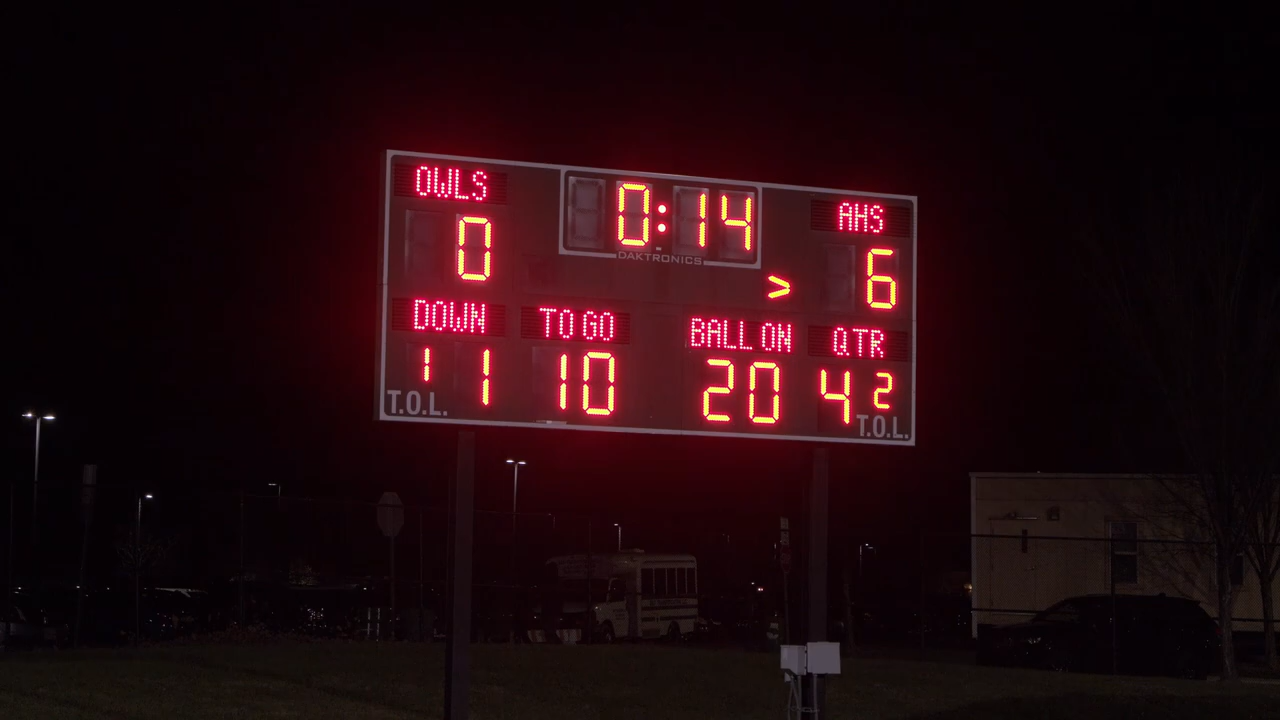 OWLS 0:14 AHS
DAKTRONICS
0 > 6
DOWN TO GO BALL ON QTR
1 1 10 20 4 2
T.O.L. T.O.L.